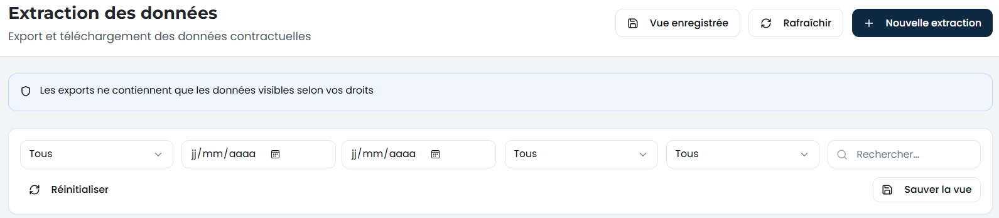 Extraction des données
Export et téléchargement des données contractuelles
Vue enregistrée
Rafraîchir
Nouvelle extraction
Les exports ne contiennent que les données visibles selon vos droits
Tous
jj/mm/aaaa
jj/mm/aaaa
Tous
Tous
Rechercher...
Réinitialiser
Sauver la vue